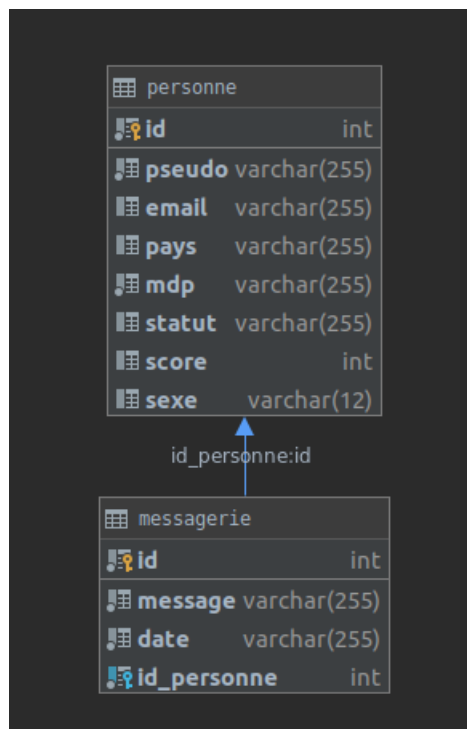 personne
id int
pseudo varchar(255)
email varchar(255)
pays varchar(255)
mdp varchar(255)
statut varchar(255)
score int
sexe varchar(12)
id_personne:id
messagerie
id int
message varchar(255)
date varchar(255)
id_personne int